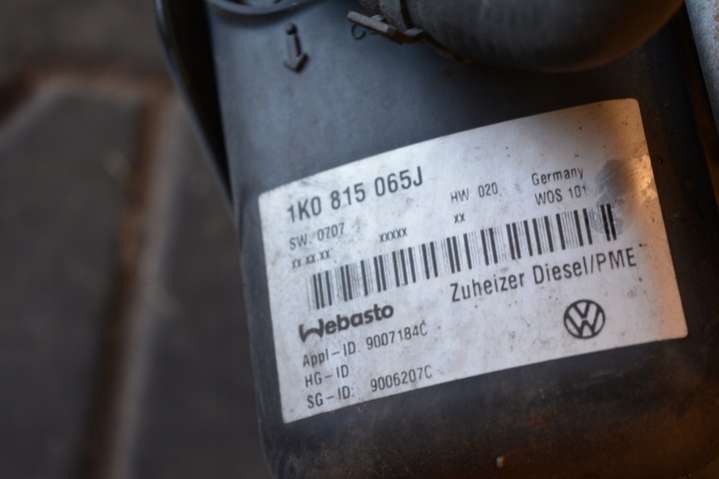 1K0 815 065J
HW 020 Germany
SW. 0707 WOS 101
xx.xx.xx xxxxx xx
Webasto Zuheizer Diesel/PME
Appl-ID. 9007184C
HG-ID
SG-ID: 9006207C